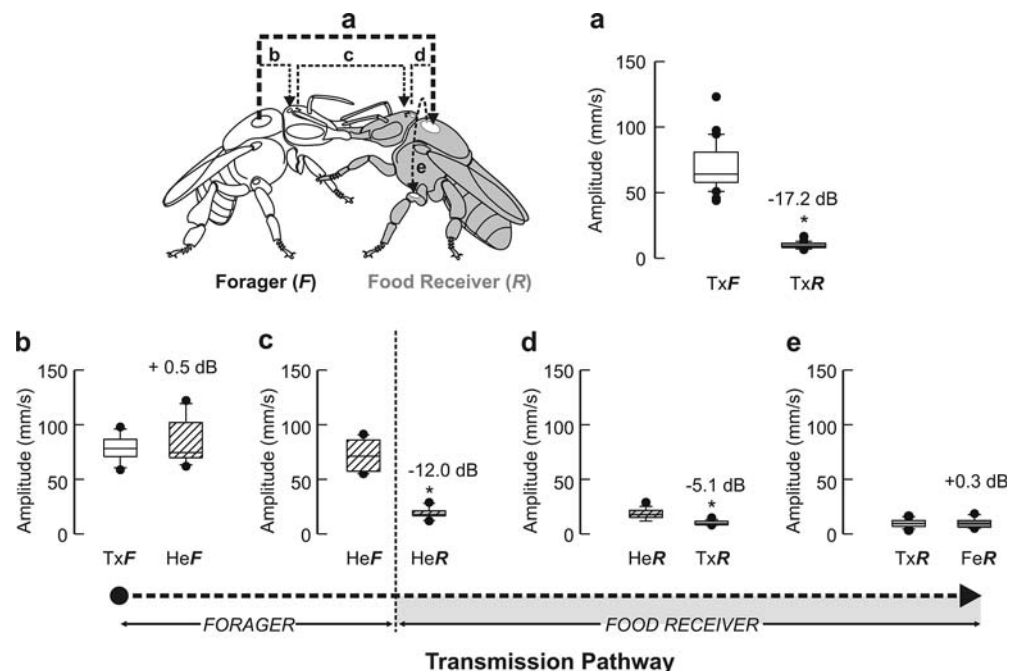 a
b
c
d
e
Forager (F)
Food Receiver (R)
a
150
100
50
0
Amplitude (mm/s)
-17.2 dB
*
TxF
TxR
b
150
100
50
0
Amplitude (mm/s)
+ 0.5 dB
TxF
HeF
c
150
100
50
0
Amplitude (mm/s)
-12.0 dB
*
HeF
HeR
d
150
100
50
0
Amplitude (mm/s)
-5.1 dB
*
HeR
TxR
e
150
100
50
0
Amplitude (mm/s)
+0.3 dB
TxR
FeR
FORAGER
FOOD RECEIVER
Transmission Pathway